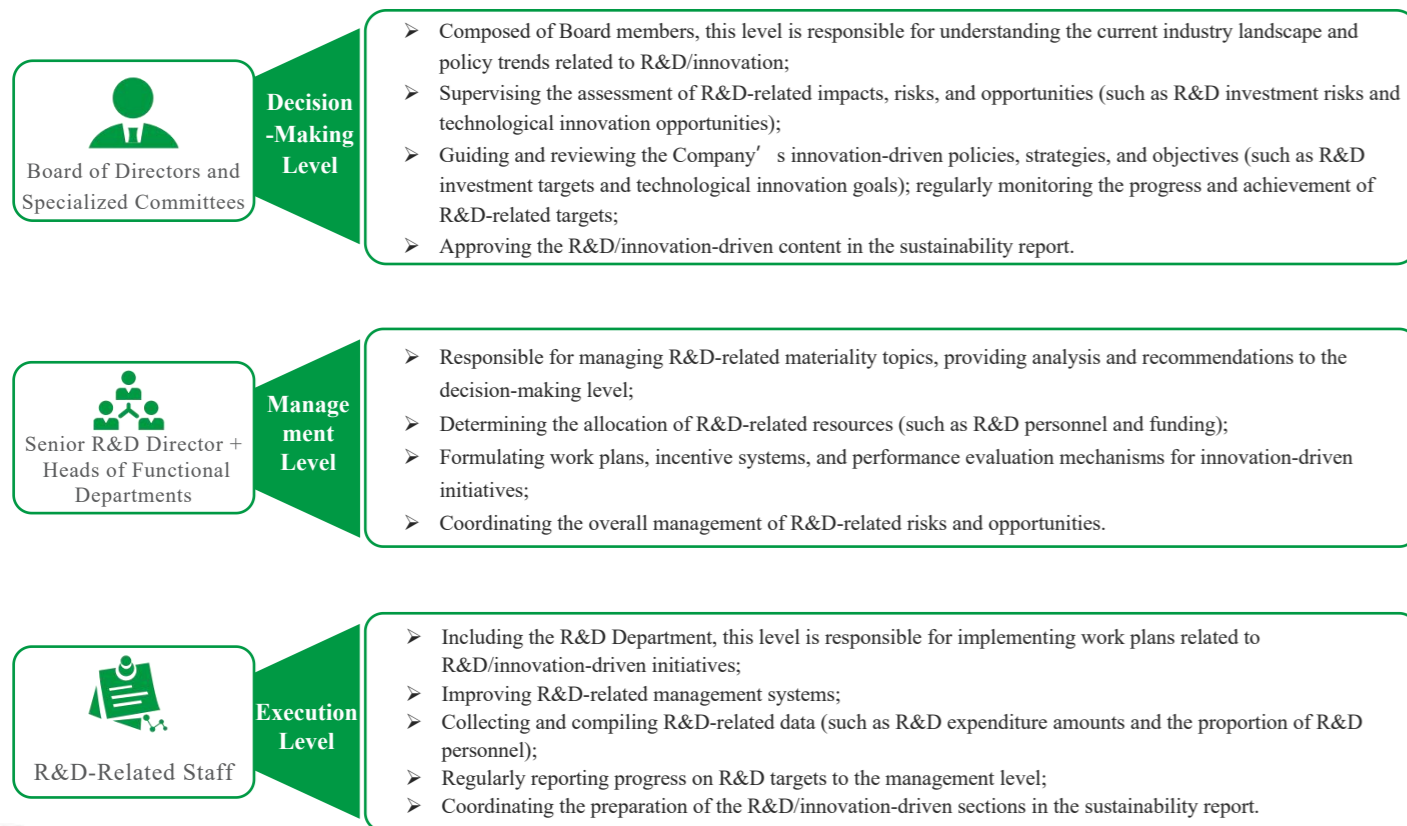 Board of Directors and
Specialized Committees
Decision
-Making
Level
➢ Composed of Board members, this level is responsible for understanding the current industry landscape and
policy trends related to R&D/innovation;
➢ Supervising the assessment of R&D-related impacts, risks, and opportunities (such as R&D investment risks and
technological innovation opportunities);
➢ Guiding and reviewing the Company’s innovation-driven policies, strategies, and objectives (such as R&D
investment targets and technological innovation goals); regularly monitoring the progress and achievement of
R&D-related targets;
➢ Approving the R&D/innovation-driven content in the sustainability report.
Senior R&D Director +
Heads of Functional
Departments
Manage
ment
Level
➢ Responsible for managing R&D-related materiality topics, providing analysis and recommendations to the
decision-making level;
➢ Determining the allocation of R&D-related resources (such as R&D personnel and funding);
➢ Formulating work plans, incentive systems, and performance evaluation mechanisms for innovation-driven
initiatives;
➢ Coordinating the overall management of R&D-related risks and opportunities.
R&D-Related Staff
Execution
Level
➢ Including the R&D Department, this level is responsible for implementing work plans related to
R&D/innovation-driven initiatives;
➢ Improving R&D-related management systems;
➢ Collecting and compiling R&D-related data (such as R&D expenditure amounts and the proportion of R&D
personnel);
➢ Regularly reporting progress on R&D targets to the management level;
➢ Coordinating the preparation of the R&D/innovation-driven sections in the sustainability report.